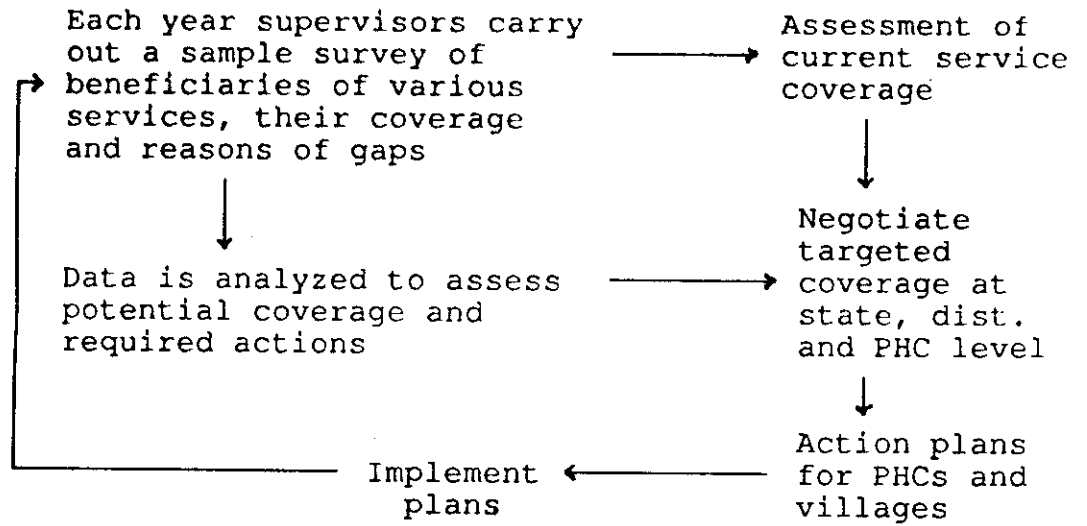 Each year supervisors carry
out a sample survey of
beneficiaries of various
services, their coverage
and reasons of gaps
Assessment of
current service
coverage
Data is analyzed to assess
potential coverage and
required actions
Negotiate
targeted
coverage at
state, dist.
and PHC level
Action plans
for PHCs and
villages
Implement
plans